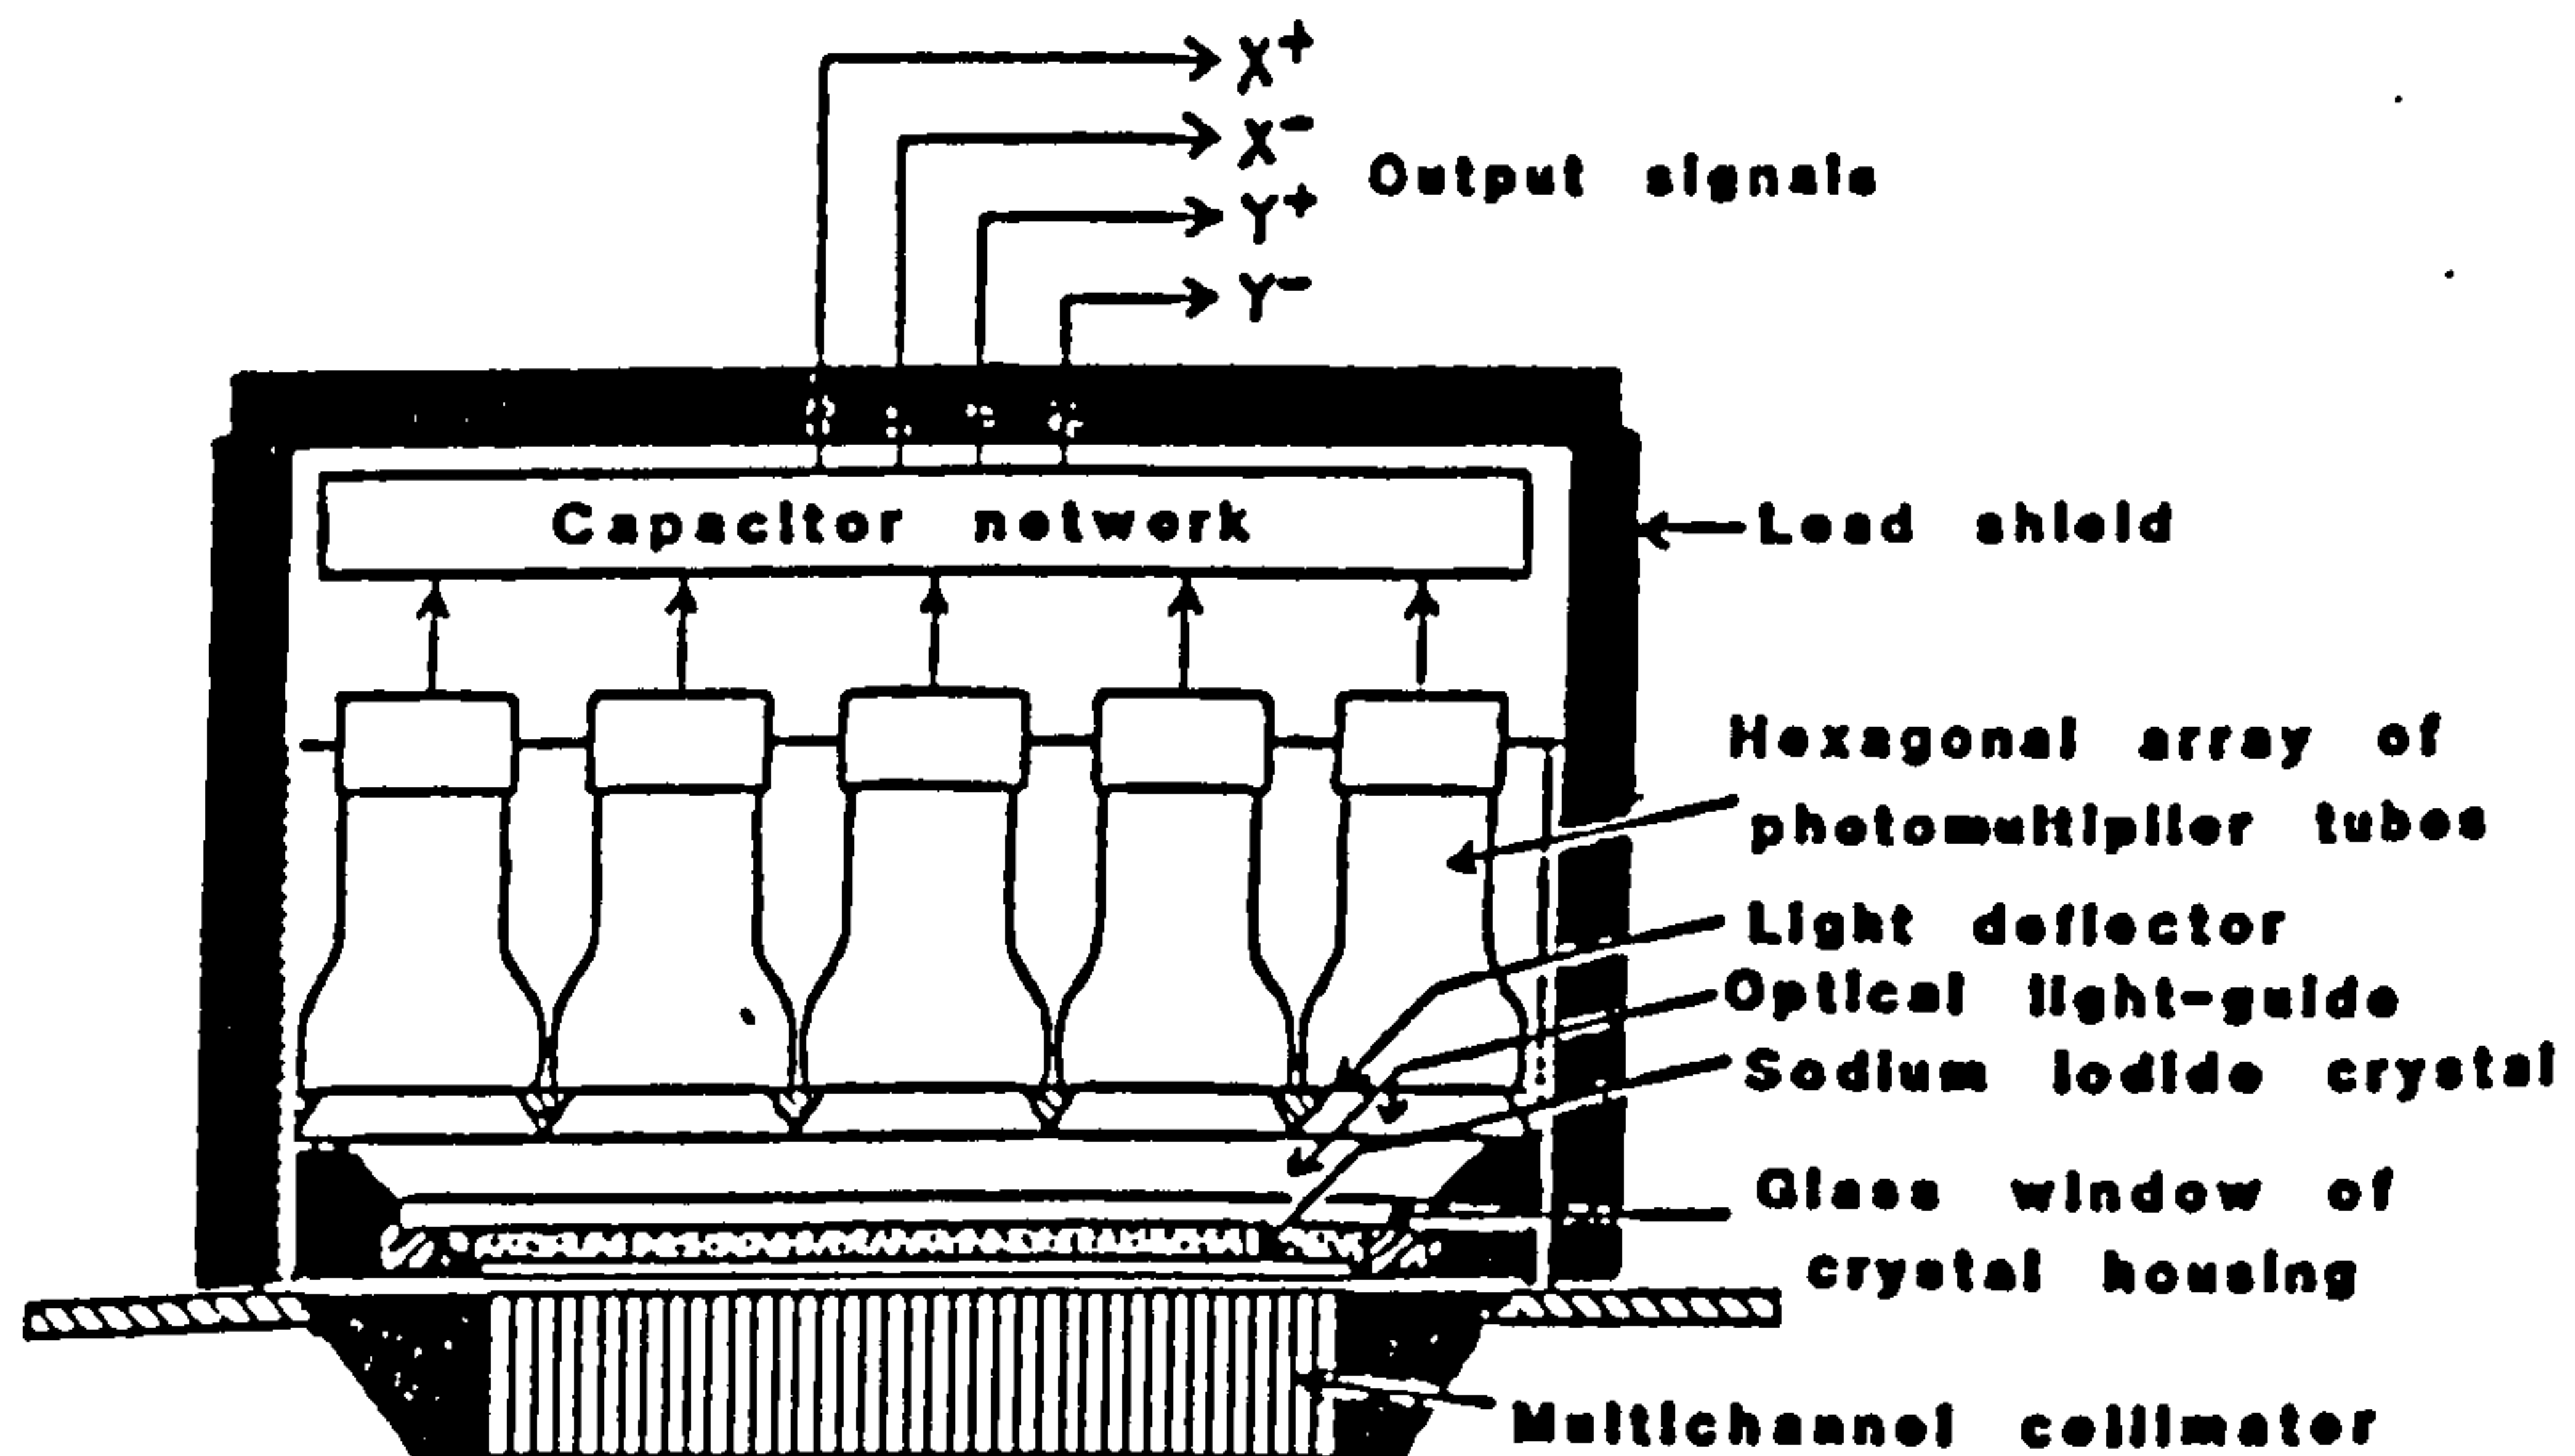 X+
X-
Output signals
Y+
Y-
Capacitor network
Lead shield
Hexagonal array of
photomultiplier tubes
Light deflector
Optical light-guide
Sodium iodide crystal
Glass window of
crystal housing
Multichannel collimator